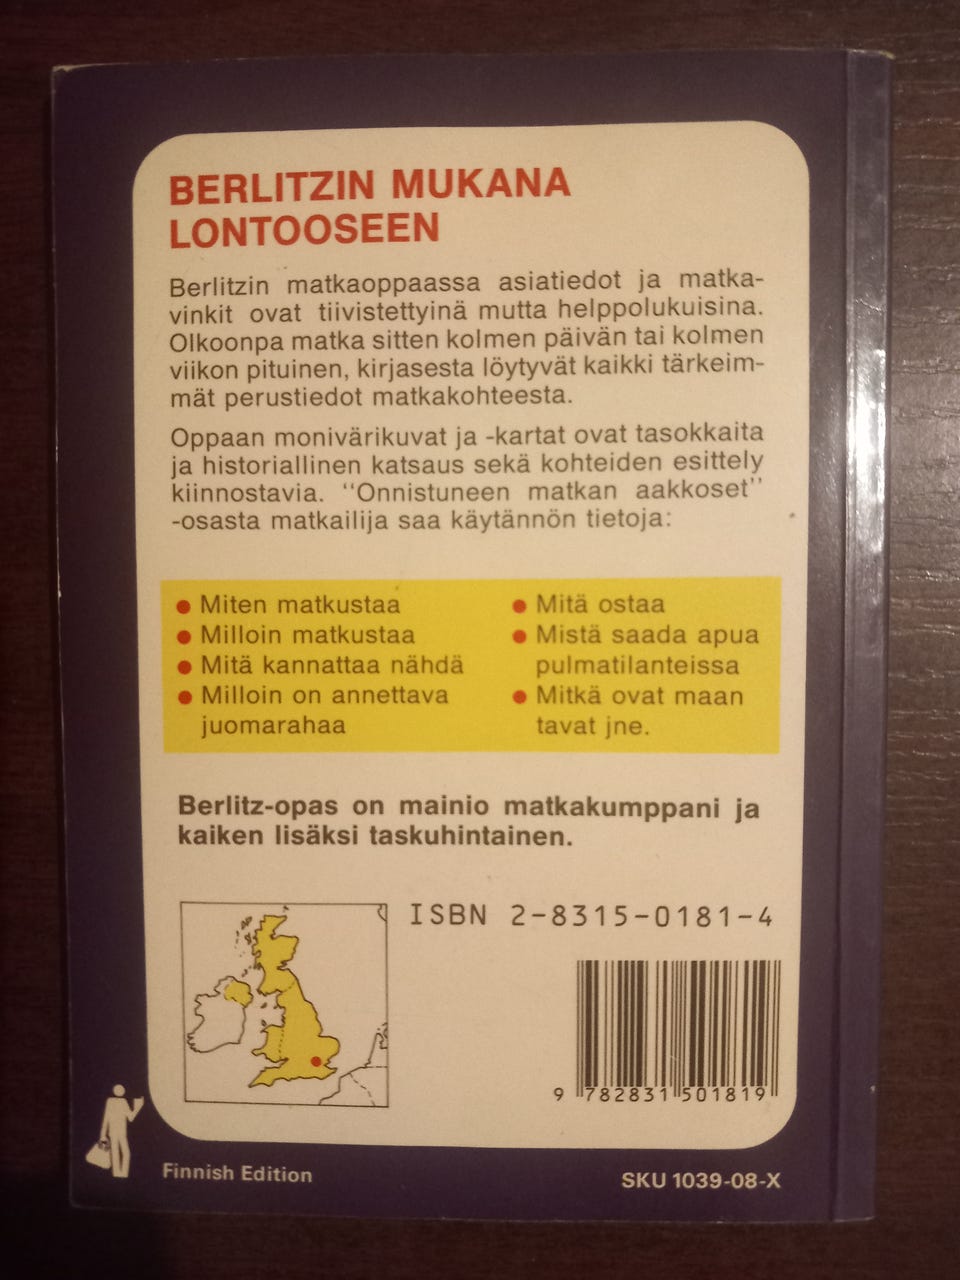 BERLITZIN MUKANA
LONTOOSEEN
Berlitzin matkaoppaassa asiatiedot ja matka-
vinkit ovat tiivistettyinä mutta helppolukuisina.
Olkoonpa matka sitten kolmen päivän tai kolmen
viikon pituinen, kirjasesta löytyvät kaikki tärkeim-
mät perustiedot matkakohteesta.
Oppaan monivärikuvat ja -kartat ovat tasokkaita
ja historiallinen katsaus sekä kohteiden esittely
kiinnostavia. ‘‘Onnistuneen matkan aakkoset’’
-osasta matkailija saa käytännön tietoja:
● Miten matkustaa
● Milloin matkustaa
● Mitä kannattaa nähdä
● Milloin on annettava
juomarahaa
● Mitä ostaa
● Mistä saada apua
pulmatilanteissa
● Mitkä ovat maan
tavat jne.
Berlitz-opas on mainio matkakumppani ja
kaiken lisäksi taskuhintainen.
ISBN 2-8315-0181-4
9 782831 501819
Finnish Edition
SKU 1039-08-X